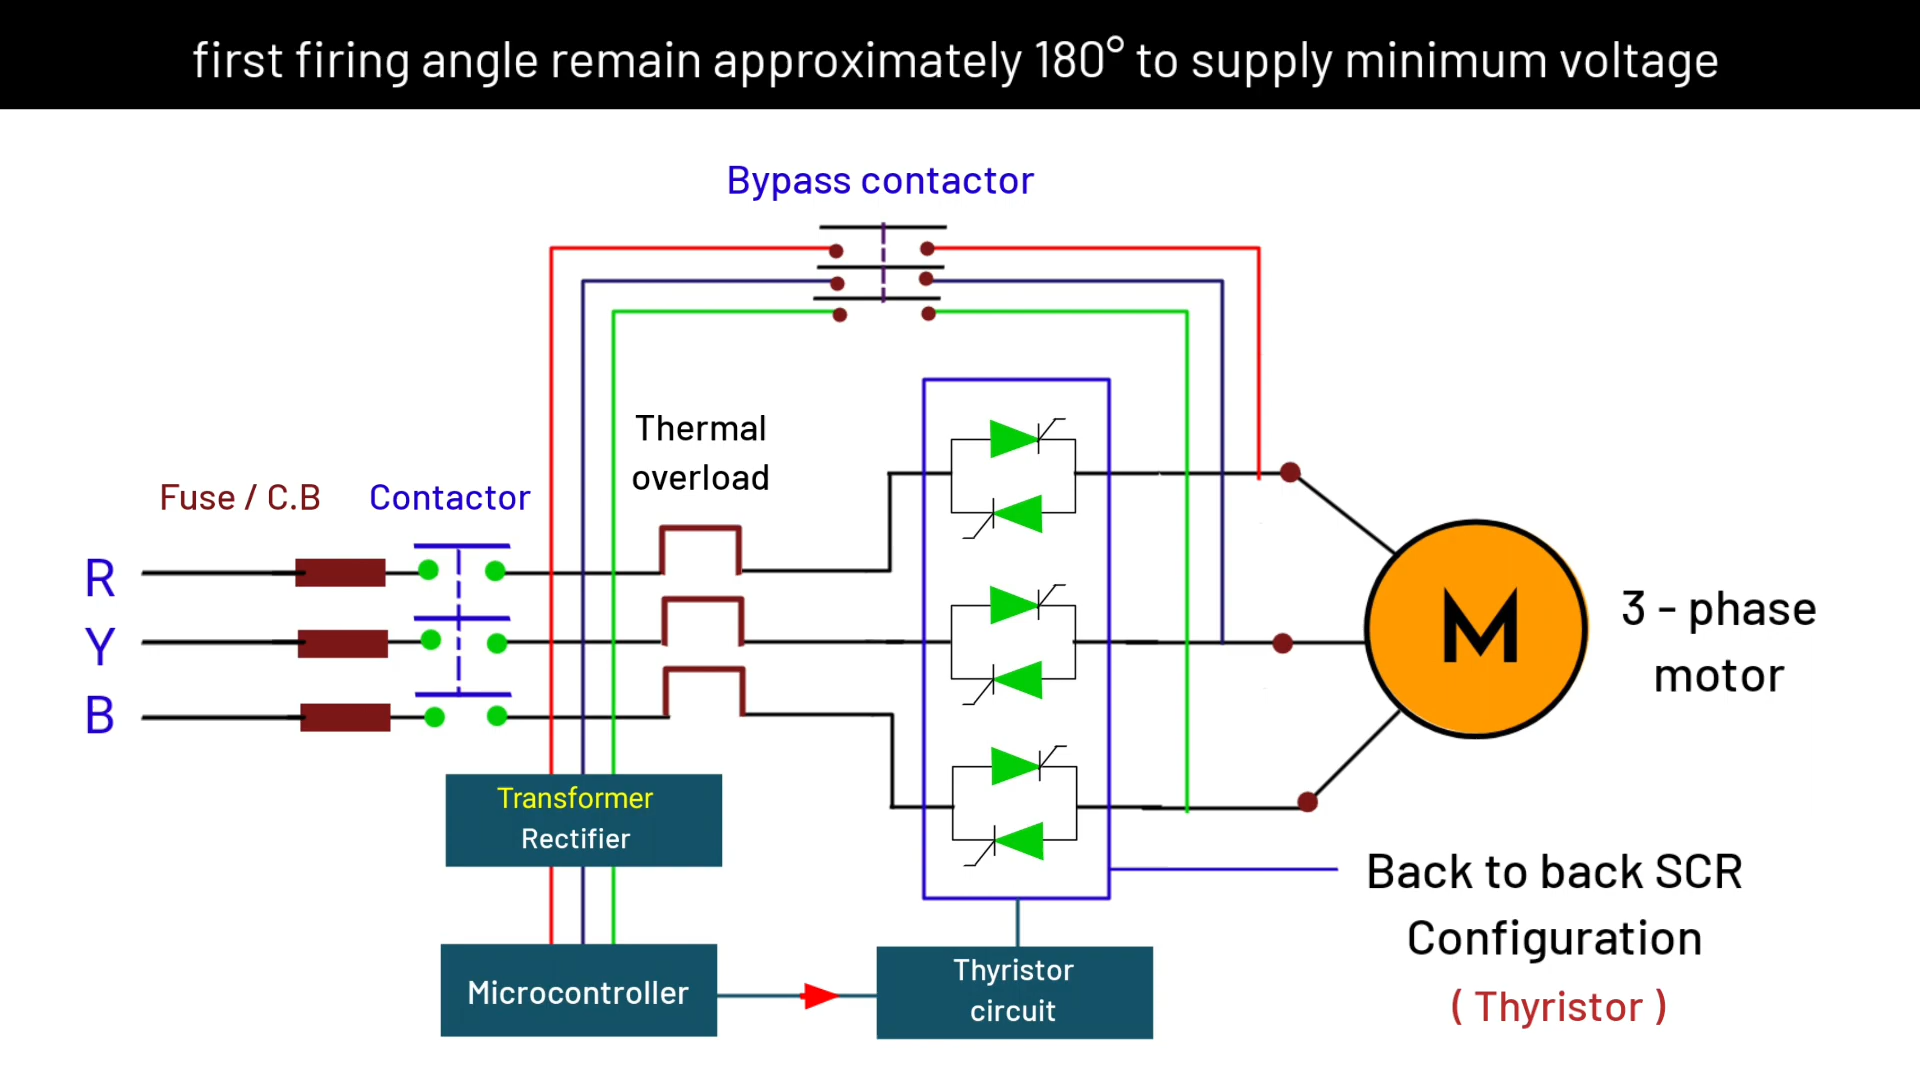 first firing angle remain approximately 180° to supply minimum voltage
Bypass contactor
Thermal
overload
Fuse / C.B
Contactor
R
Y
B
M
3 - phase
motor
Transformer
Rectifier
Back to back SCR
Configuration
( Thyristor )
Microcontroller
Thyristor
circuit